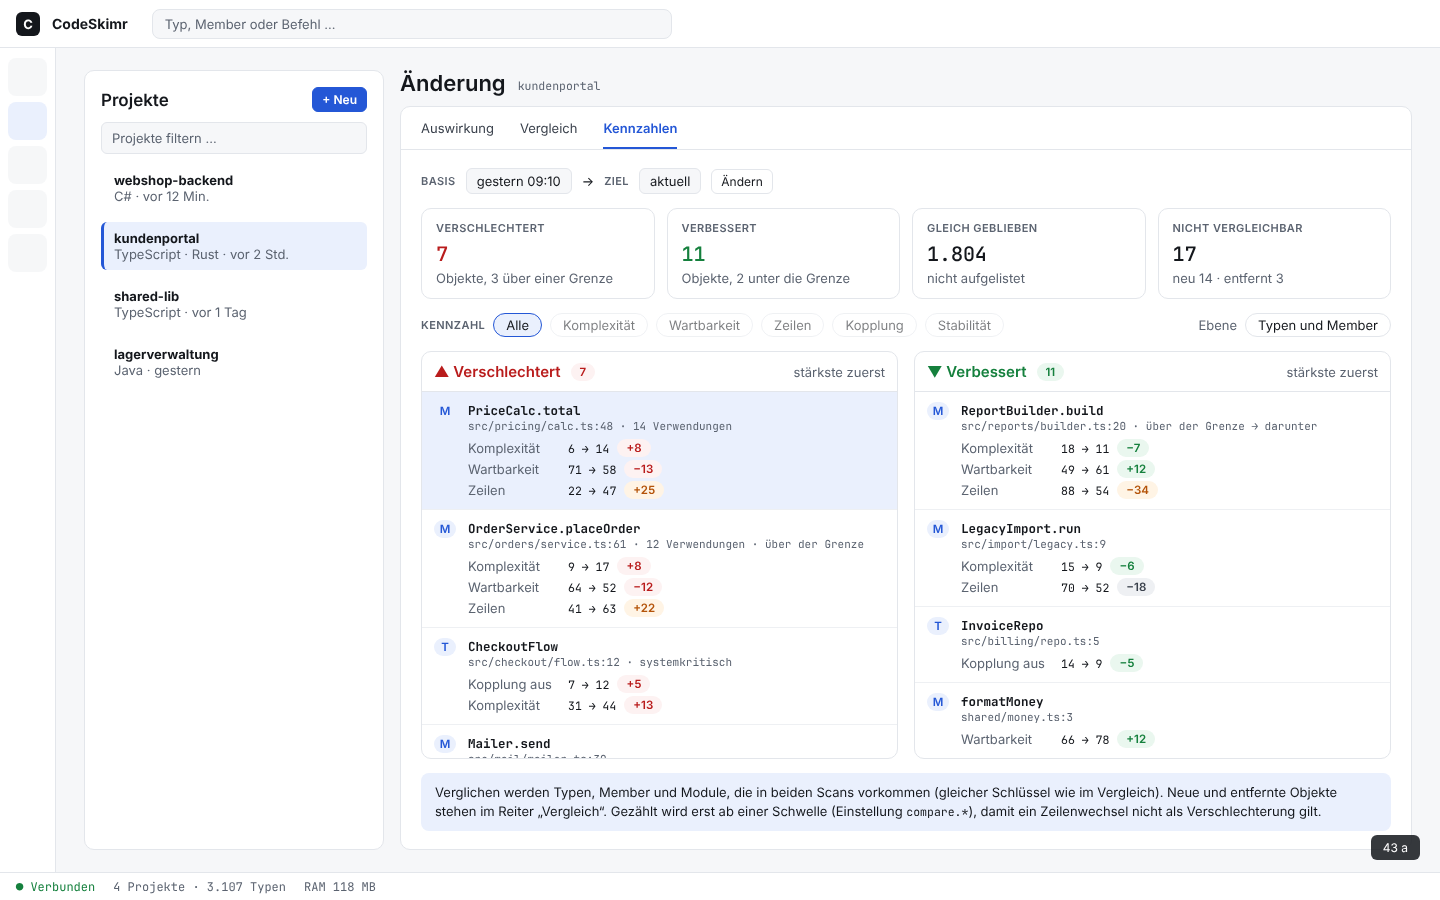 C CodeSkimr Typ, Member oder Befehl ...
Projekte
+ Neu
Projekte filtern ...
webshop-backend
C# · vor 12 Min.
kundenportal
TypeScript · Rust · vor 2 Std.
shared-lib
TypeScript · vor 1 Tag
lagerverwaltung
Java · gestern
Änderung kundenportal
Auswirkung Vergleich Kennzahlen
BASIS gestern 09:10 → ZIEL aktuell Ändern
VERSCHLECHTERT
7
Objekte, 3 über einer Grenze
VERBESSERT
11
Objekte, 2 unter die Grenze
GLEICH GEBLIEBEN
1.804
nicht aufgelistet
NICHT VERGLEICHBAR
17
neu 14 · entfernt 3
KENNZAHL Alle Komplexität Wartbarkeit Zeilen Kopplung Stabilität Ebene Typen und Member
▲ Verschlechtert 7 stärkste zuerst
M PriceCalc.total
src/pricing/calc.ts:48 · 14 Verwendungen
Komplexität 6 → 14 +8
Wartbarkeit 71 → 58 −13
Zeilen 22 → 47 +25
M OrderService.placeOrder
src/orders/service.ts:61 · 12 Verwendungen · über der Grenze
Komplexität 9 → 17 +8
Wartbarkeit 64 → 52 −12
Zeilen 41 → 63 +22
T CheckoutFlow
src/checkout/flow.ts:12 · systemkritisch
Kopplung aus 7 → 12 +5
Komplexität 31 → 44 +13
M Mailer.send
▼ Verbessert 11 stärkste zuerst
M ReportBuilder.build
src/reports/builder.ts:20 · über der Grenze → darunter
Komplexität 18 → 11 −7
Wartbarkeit 49 → 61 +12
Zeilen 88 → 54 −34
M LegacyImport.run
src/import/legacy.ts:9
Komplexität 15 → 9 −6
Zeilen 70 → 52 −18
T InvoiceRepo
src/billing/repo.ts:5
Kopplung aus 14 → 9 −5
M formatMoney
shared/money.ts:3
Wartbarkeit 66 → 78 +12
Verglichen werden Typen, Member und Module, die in beiden Scans vorkommen (gleicher Schlüssel wie im Vergleich). Neue und entfernte Objekte
stehen im Reiter „Vergleich“. Gezählt wird erst ab einer Schwelle (Einstellung compare.*), damit ein Zeilenwechsel nicht als Verschlechterung gilt.
43 a
Verbunden 4 Projekte · 3.107 Typen RAM 118 MB